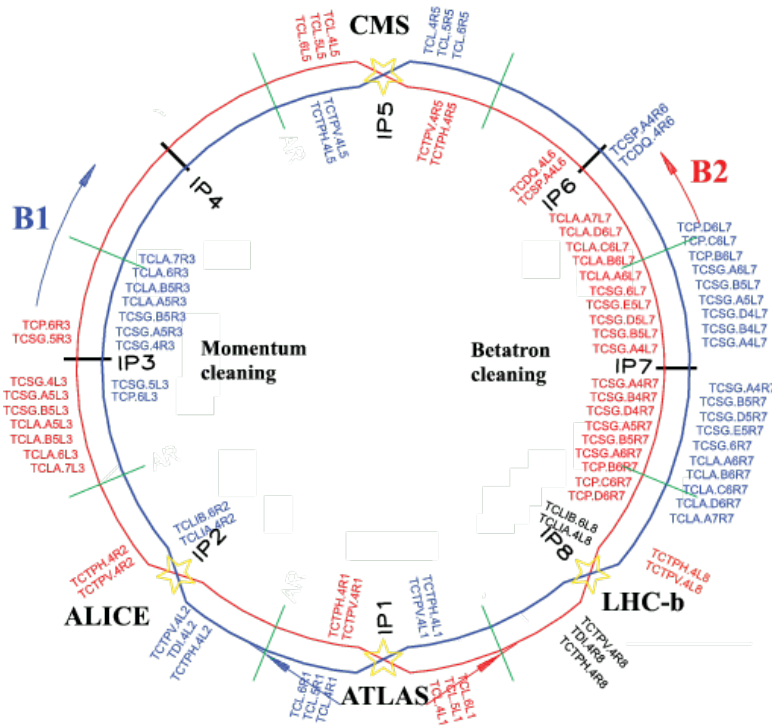 CMS
TCL.4L5
TCL.5L5
TCL.6L5
TCL.4R5
TCL.5R5
TCL.6R5
IP5
TCTPV.4L5
TCTPH.4L5
TCTPV.4R5
TCTPH.4R5
TCSP.A4R6
TCDQ.4R6
TCDQ.4L6
TCSP.A4L6
IP6
IP4
B1
B2
TCP.D6L7
TCP.C6L7
TCP.B6L7
TCSG.A6L7
TCSG.B5L7
TCSG.A5L7
TCSG.D4L7
TCSG.B4L7
TCSG.A4L7
TCLA.A7L7
TCLA.D6L7
TCLA.C6L7
TCLA.B6L7
TCLA.A6L7
TCSG.6L7
TCSG.E5L7
TCSG.D5L7
TCSG.B5L7
TCSG.A4L7
TCLA.7R3
TCLA.6R3
TCLA.B5R3
TCLA.A5R3
TCSG.B5R3
TCSG.A5R3
TCSG.4R3
TCP.6R3
TCSG.5R3
IP3
Momentum
cleaning
Betatron
cleaning
IP7
TCSG.5L3
TCP.6L3
TCSG.4L3
TCSG.A5L3
TCSG.B5L3
TCLA.A5L3
TCLA.B5L3
TCLA.6L3
TCLA.7L3
TCSG.A4R7
TCSG.B4R7
TCSG.D4R7
TCSG.A5R7
TCSG.B5R7
TCSG.A6R7
TCP.B6R7
TCP.C6R7
TCP.D6R7
TCSG.A4R7
TCSG.B5R7
TCSG.D5R7
TCSG.E5R7
TCSG.6R7
TCLA.A6R7
TCLA.B6R7
TCLA.C6R7
TCLA.D6R7
TCLA.A7R7
TCLIB.6R2
TCLIA.4R2
IP2
TCTPH.4R2
TCTPV.4R2
ALICE
TCTPV.4L2
TDI.4L2
TCTPH.4L2
TCLIB.6L8
TCLIA.4L8
IP8
TCTPH.4L8
TCTPV.4L8
LHC-b
TCTPV.4R8
TDI.4R8
TCTPH.4R8
TCTPH.4R1
TCTPV.4R1
IP1
TCTPH.4L1
TCTPV.4L1
TCL.6R1
TCL.5R1
TCL.4R1
ATLAS
TCL.6L1
TCL.5L1
TCL.4L1